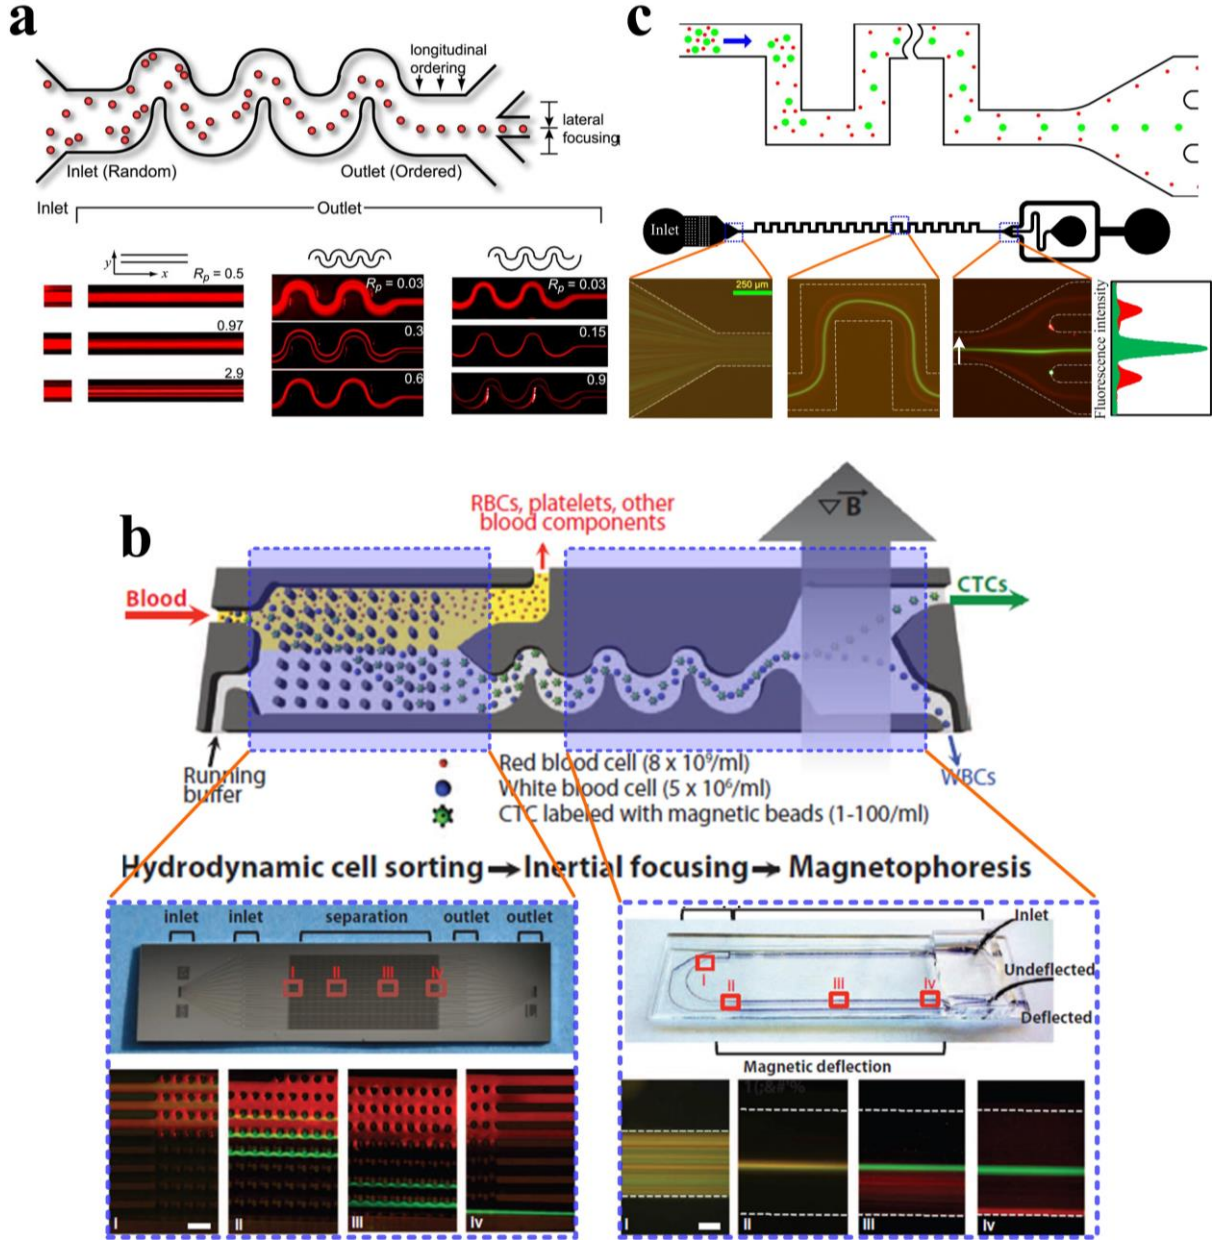 a
longitudinal
ordering
lateral
focusing
Inlet (Random)
Outlet (Ordered)
Inlet
Outlet
y
x
Rp = 0.5
0.97
2.9
Rp = 0.03
0.3
0.6
Rp = 0.03
0.15
0.9
c
Inlet
250 µm
Fluorescence intensity
b
RBCs, platelets, other
blood components
▽B
Blood
CTCs
Running
buffer
WBCs
Red blood cell (8 x 10⁹/ml)
White blood cell (5 x 10⁶/ml)
CTC labeled with magnetic beads (1-100/ml)
Hydrodynamic cell sorting → Inertial focusing → Magnetophoresis
inlet inlet separation outlet outlet
I II III Iv
I II III Iv
Inlet
Undeflected
Deflected
I
II III Iv
Magnetic deflection
I II III Iv